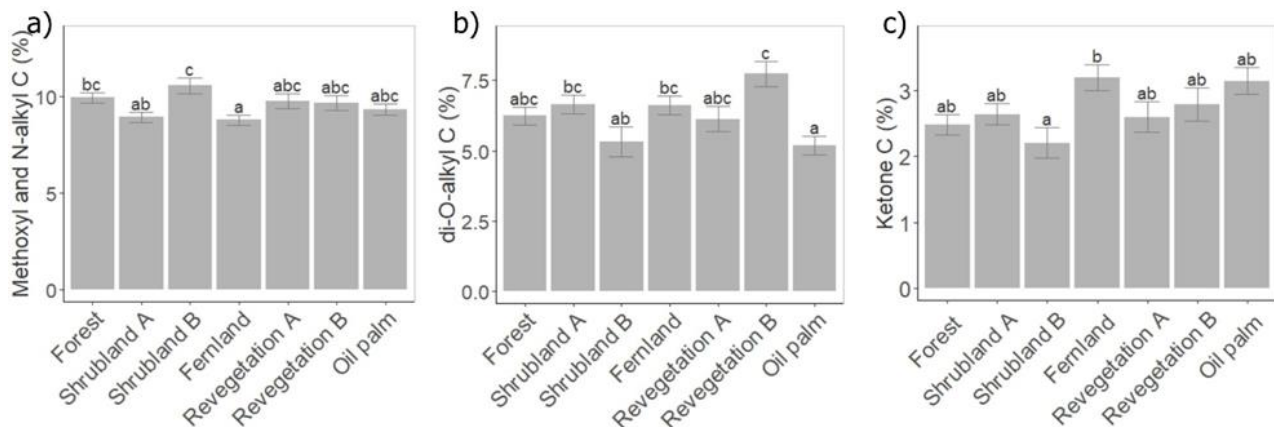 a)
Methoxyl and N-alkyl C (%)
10
5
0
bc
ab
c
a
abc
abc
abc
Forest
Shrubland A
Shrubland B
Fernland
Revegetation A
Revegetation B
Oil palm
b)
di-O-alkyl C (%)
7.5
5.0
2.5
0.0
abc
bc
ab
bc
abc
c
a
Forest
Shrubland A
Shrubland B
Fernland
Revegetation A
Revegetation B
Oil palm
c)
Ketone C (%)
3
2
1
0
ab
ab
a
b
ab
ab
ab
Forest
Shrubland A
Shrubland B
Fernland
Revegetation A
Revegetation B
Oil palm